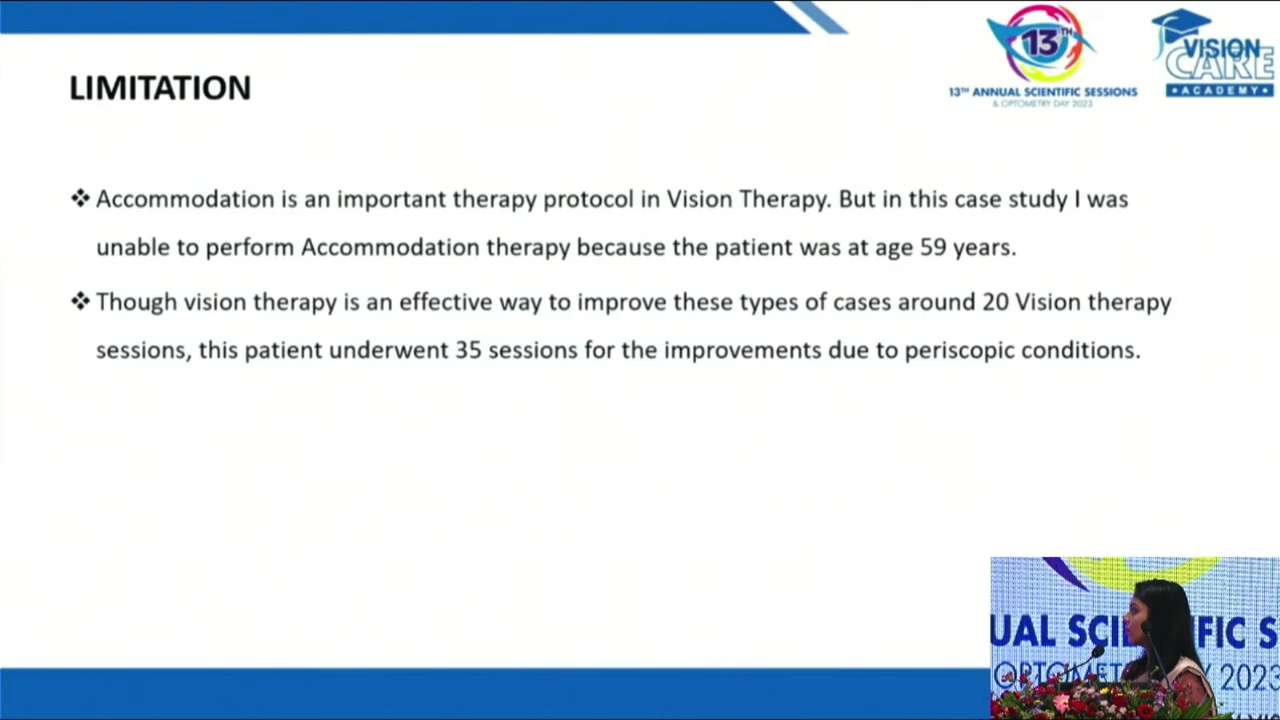 13TH
13TH ANNUAL SCIENTIFIC SESSIONS
& OPTOMETRY DAY 2023
VISION
CARE
•ACADEMY•
LIMITATION
❖ Accommodation is an important therapy protocol in Vision Therapy. But in this case study I was
unable to perform Accommodation therapy because the patient was at age 59 years.
❖ Though vision therapy is an effective way to improve these types of cases around 20 Vision therapy
sessions, this patient underwent 35 sessions for the improvements due to periscopic conditions.
UAL SCI FIC S
OPTOMET Y 2023